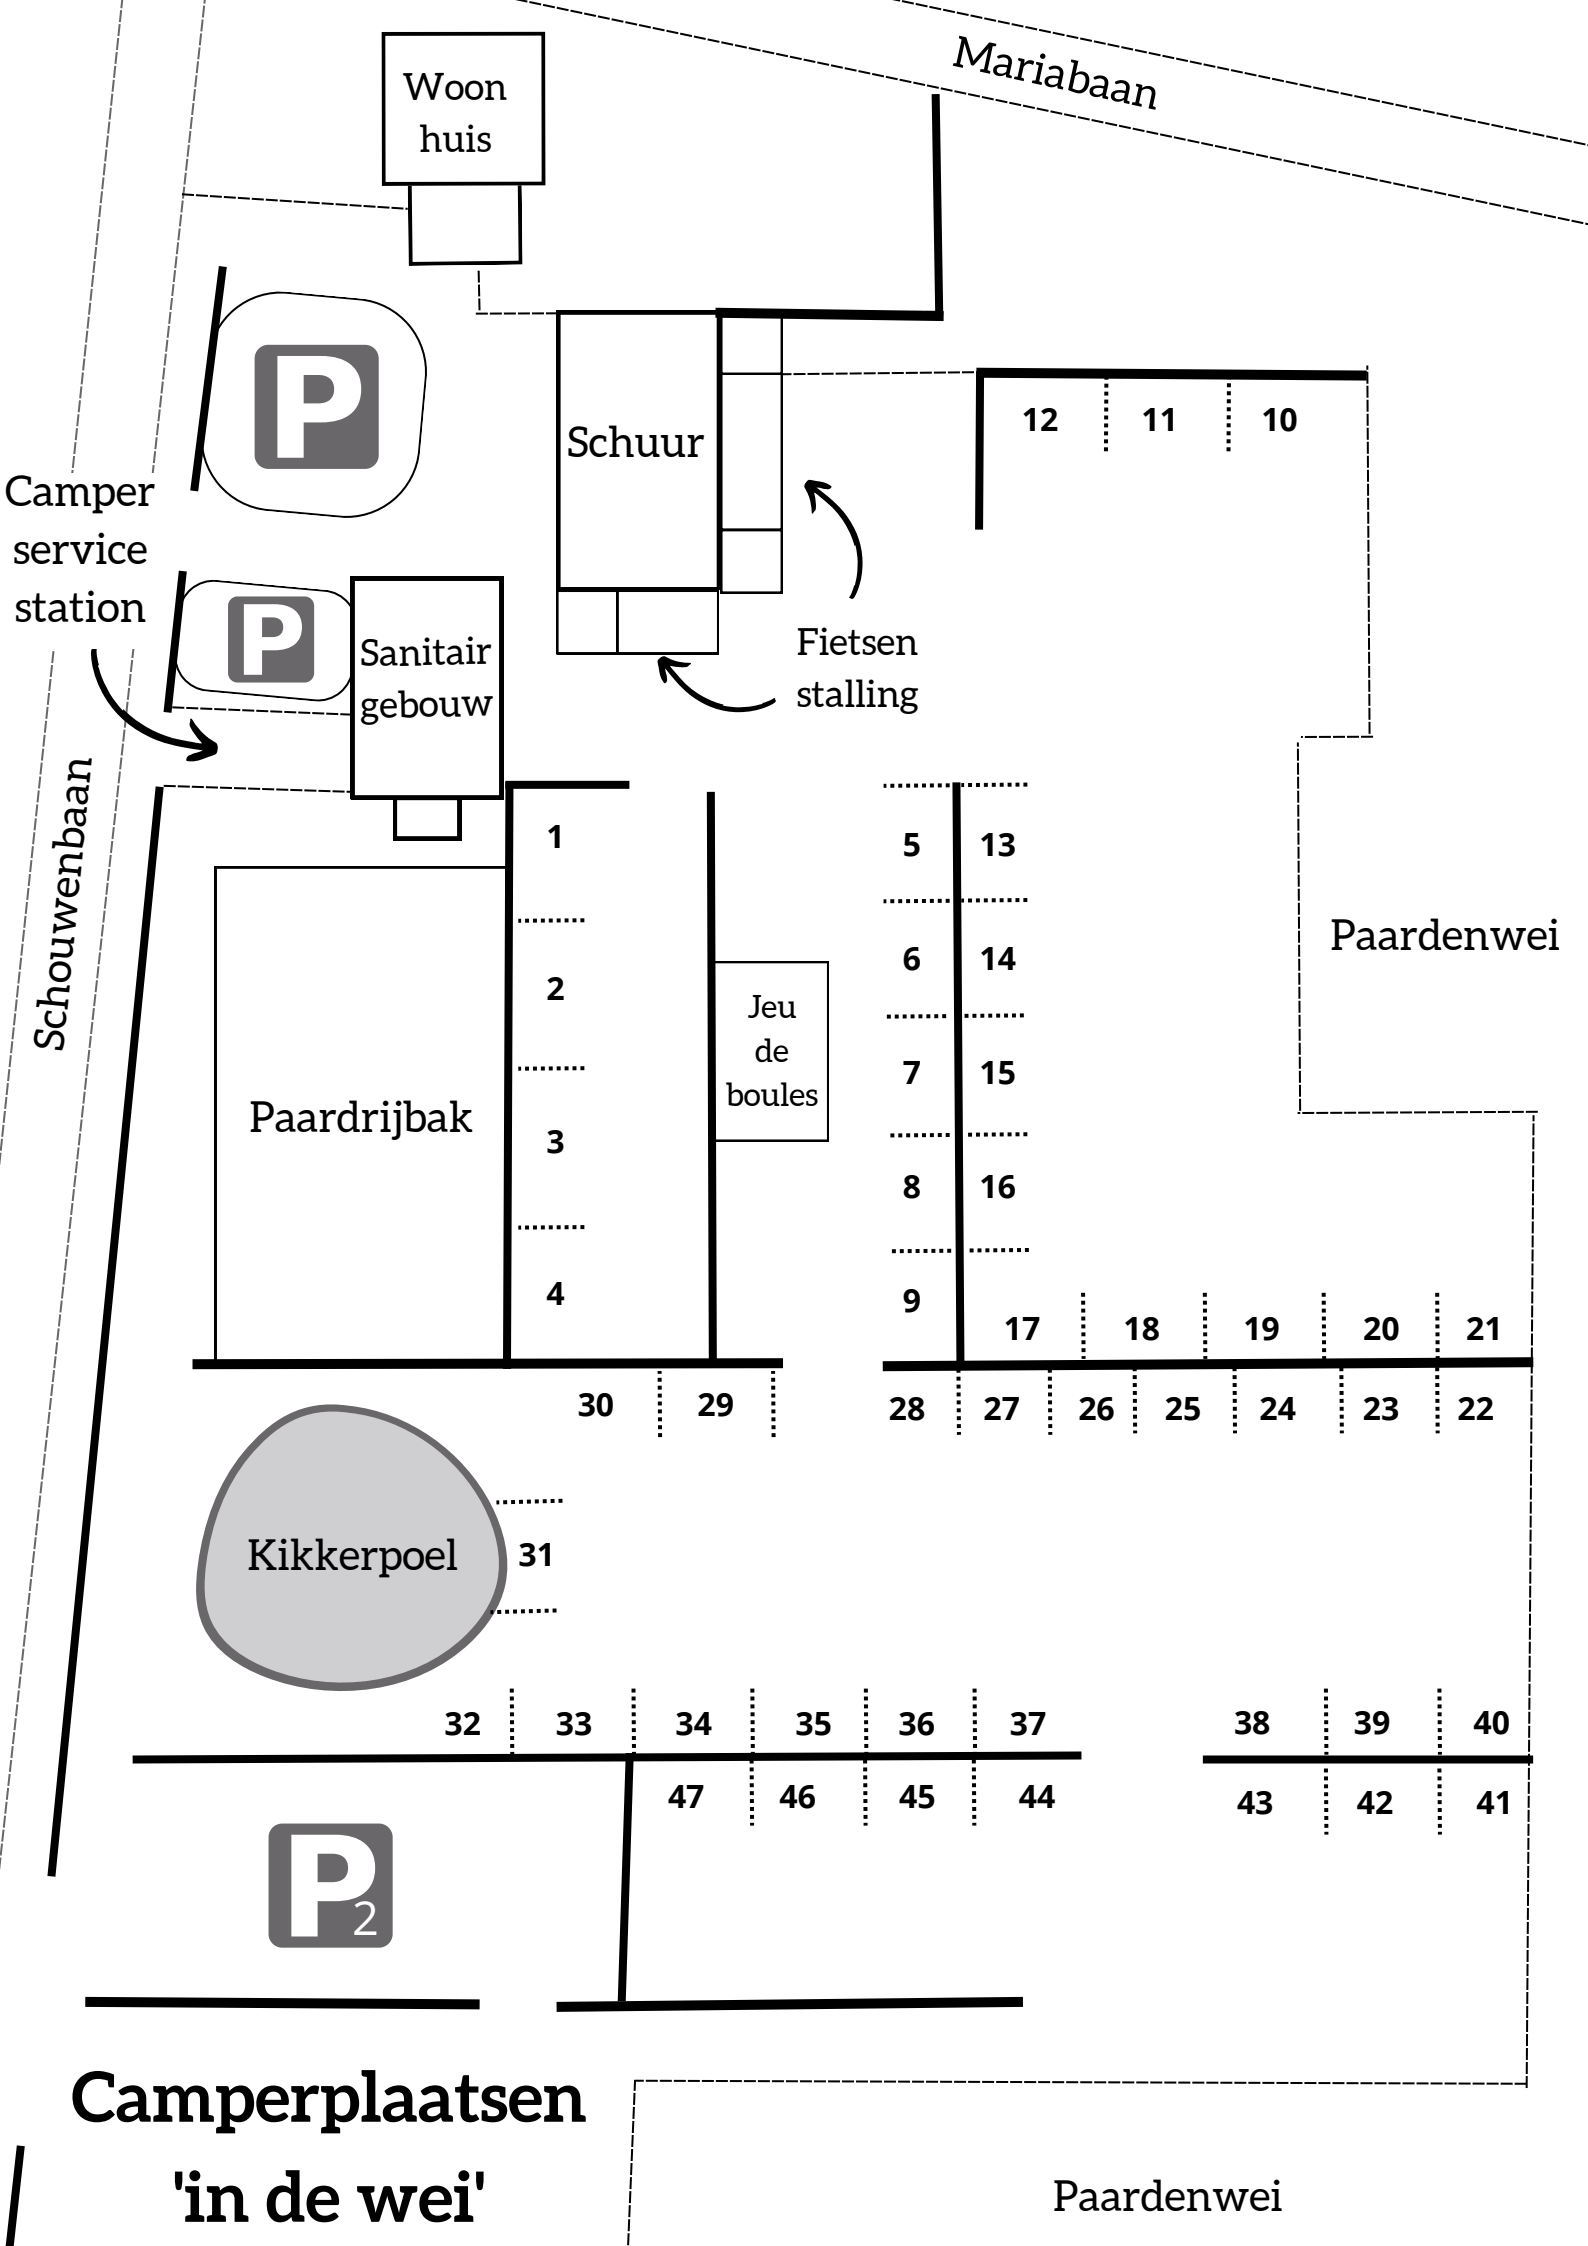 Mariabaan
Woon
huis
P
Schuur
12 11 10
Camper
service
station
P
Sanitair
gebouw
Fietsen
stalling
Schouwenbaan
1
2
3
4
Paardrijbak
Jeu
de
boules
5 13
6 14
7 15
8 16
9
Paardenwei
17 18 19 20 21
30 29
28 27 26 25 24 23 22
Kikkerpoel
31
32 33 34 35 36 37 38 39 40
47 46 45 44 43 42 41
P2
Camperplaatsen
'in de wei'
Paardenwei